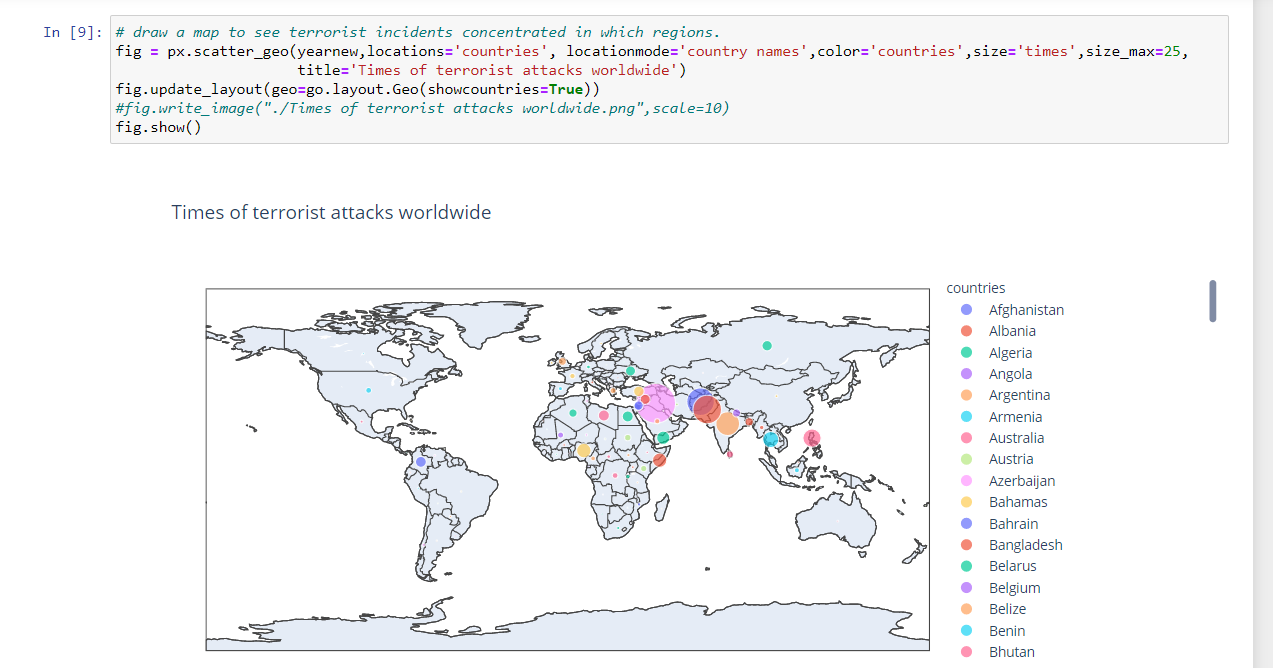 In [9]:
# draw a map to see terrorist incidents concentrated in which regions.
fig = px.scatter_geo(yearnew,locations='countries', locationmode='country names',color='countries',size='times',size_max=25,
title='Times of terrorist attacks worldwide')
fig.update_layout(geo=go.layout.Geo(showcountries=True))
#fig.write_image("./Times of terrorist attacks worldwide.png",scale=10)
fig.show()
Times of terrorist attacks worldwide
countries
Afghanistan
Albania
Algeria
Angola
Argentina
Armenia
Australia
Austria
Azerbaijan
Bahamas
Bahrain
Bangladesh
Belarus
Belgium
Belize
Benin
Bhutan